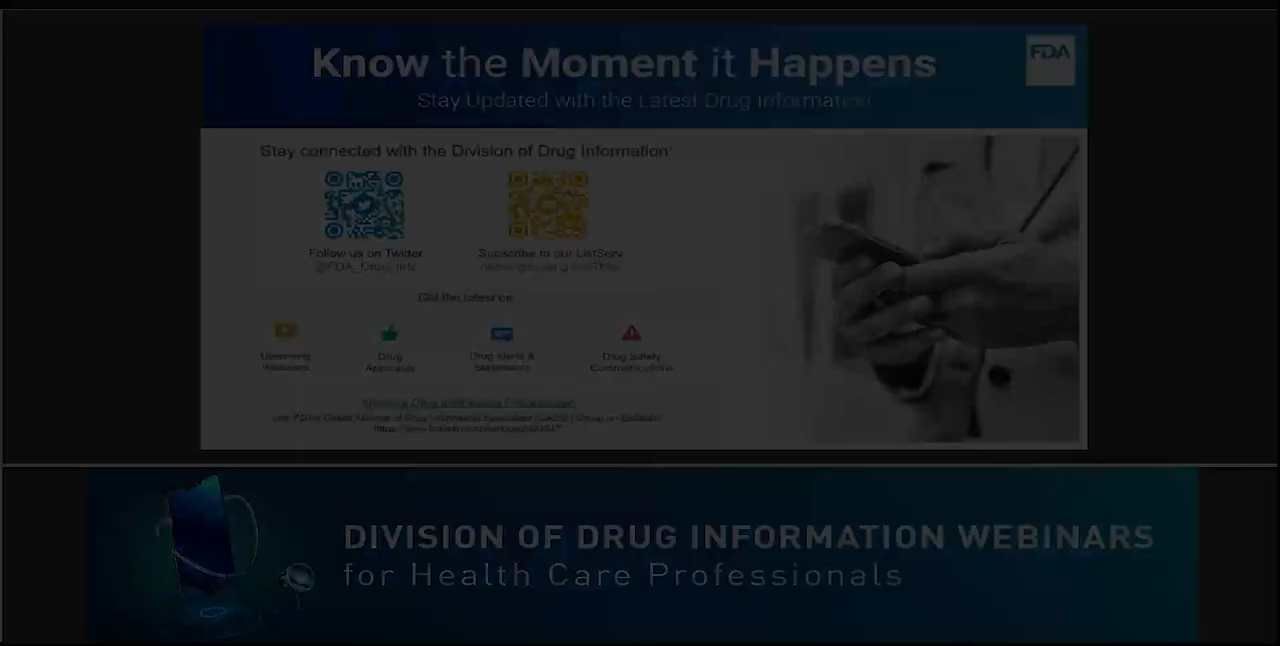 Know the Moment it Happens
FDA
Stay Updated with the Latest Drug Information
Stay connected with the Division of Drug Information:
Follow us on Twitter
@FDA_Drug_Info
Subscribe to our ListServ
Get the latest on:
Upcoming
Webinars
Drug
Approvals
Drug Alerts &
Statements
Drug Safety
Communications
DIVISION OF DRUG INFORMATION WEBINARS
for Health Care Professionals